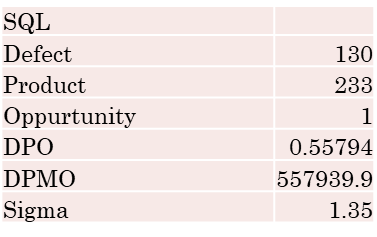 SQL
Defect 130
Product 233
Oppurtunity 1
DPO 0.55794
DPMO 557939.9
Sigma 1.35